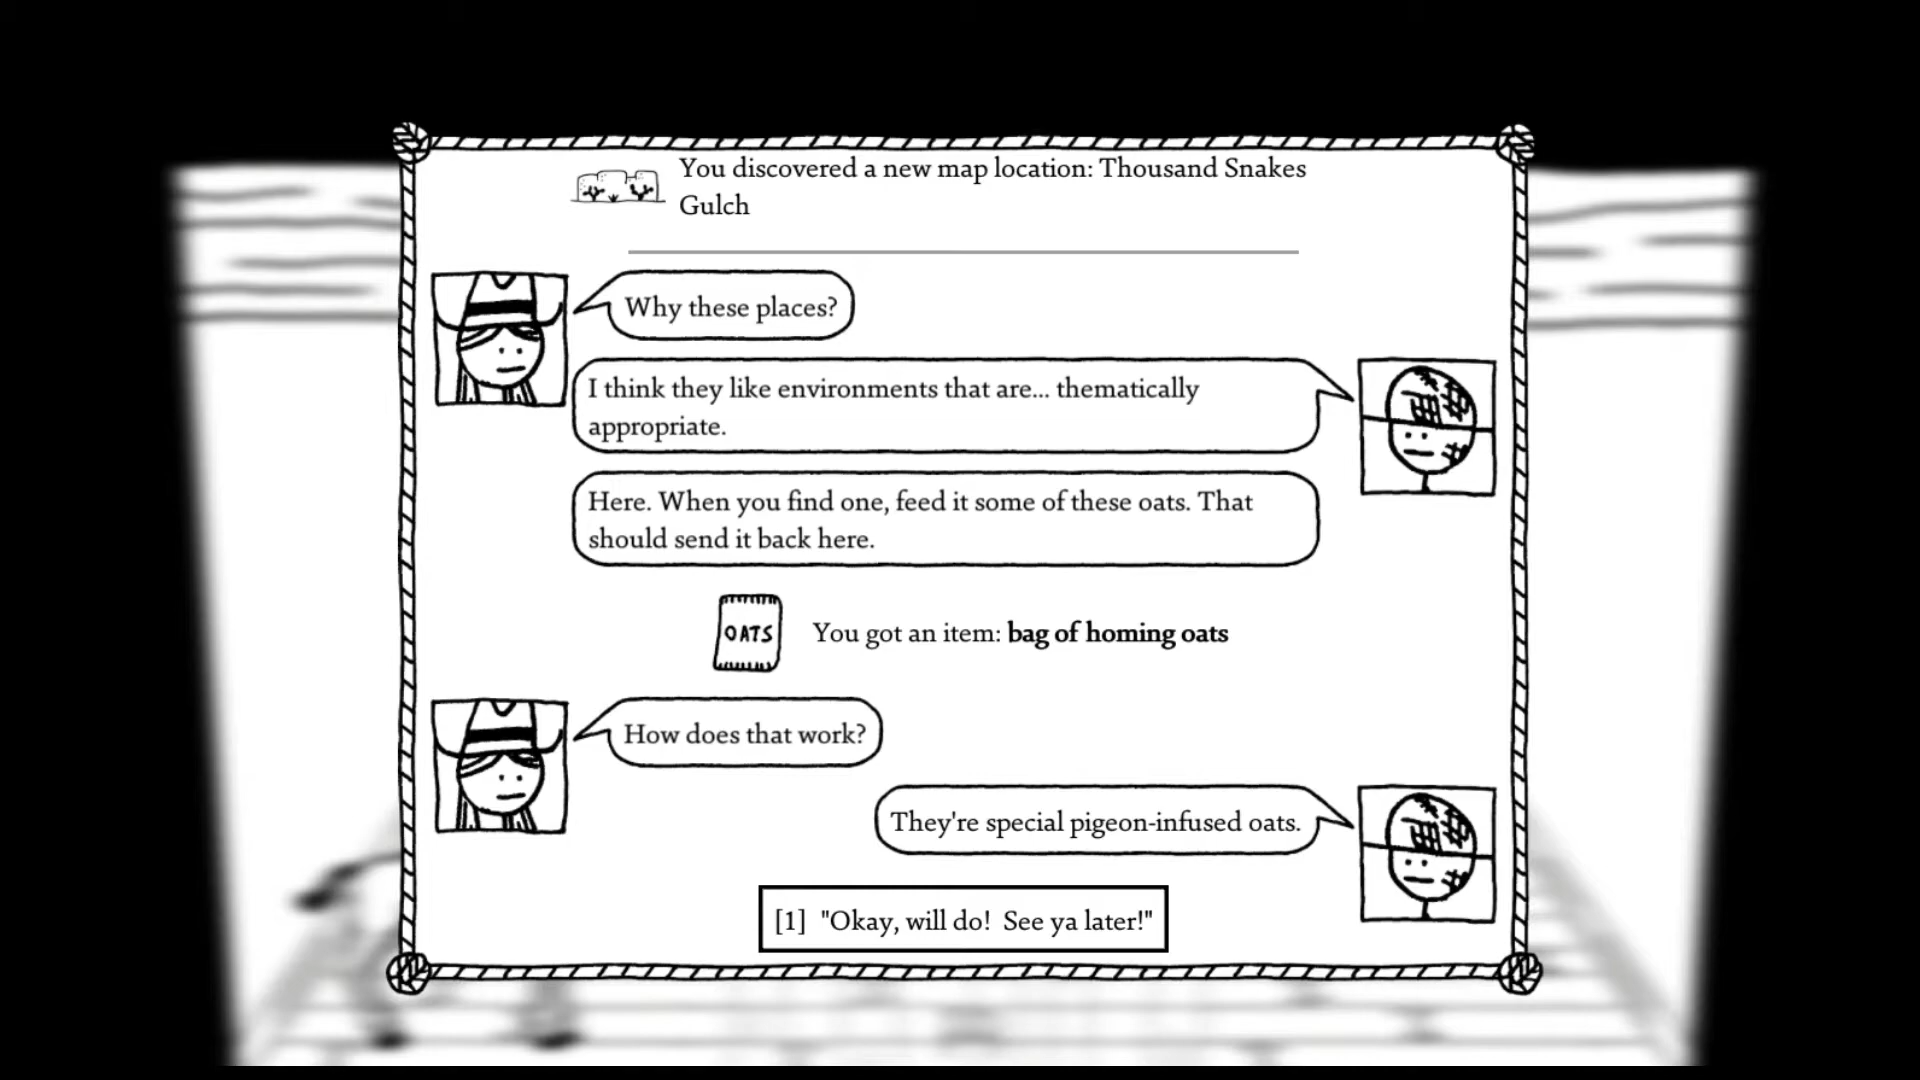 You discovered a new map location: Thousand Snakes
Gulch
Why these places?
I think they like environments that are... thematically
appropriate.
Here. When you find one, feed it some of these oats. That
should send it back here.
OATS
You got an item: bag of homing oats
How does that work?
They're special pigeon-infused oats.
[1] "Okay, will do! See ya later!"